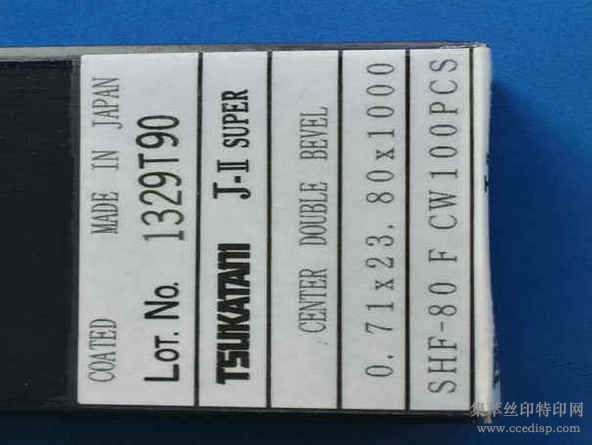 COATED MADE IN JAPAN
LOT. No. 1329T90
TSUKATANI J-II SUPER
CENTER DOUBLE BEVEL
0.71x23.80x1000
SHF-80 F CW100PCS
集萃丝印特印网
www.ccedisp.com